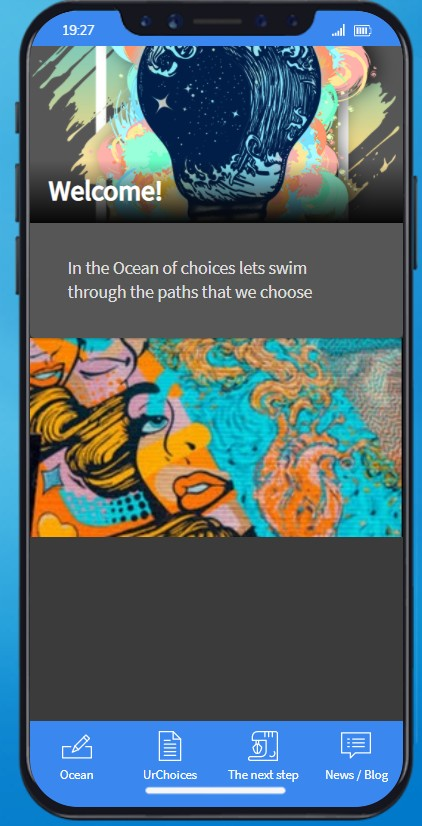 19:27
Welcome!
In the Ocean of choices lets swim
through the paths that we choose
Ocean
UrChoices
The next step
News / Blog